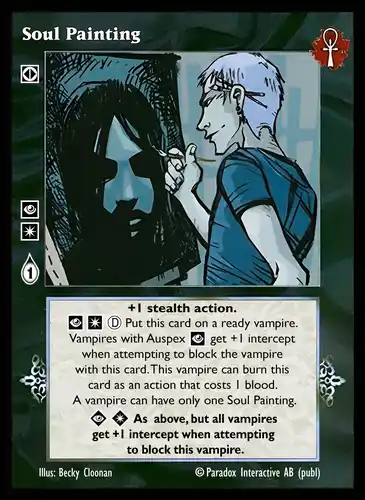 Soul Painting
1
+1 stealth action.
D Put this card on a ready vampire.
Vampires with Auspex get +1 intercept
when attempting to block the vampire
with this card. This vampire can burn this
card as an action that costs 1 blood.
A vampire can have only one Soul Painting.
As above, but all vampires
get +1 intercept when attempting
to block this vampire.
Illus: Becky Cloonan © Paradox Interactive AB (publ)